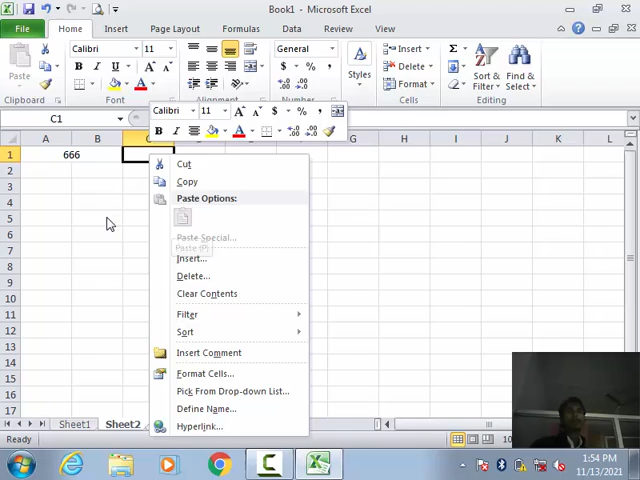 Book1 - Microsoft Excel
File Home Insert Page Layout Formulas Data Review View
Paste
Calibri 11
B I U A
General
$ % ,
Styles
Insert
Delete
Format
Σ
Sort & Filter
Find & Select
Clipboard Font Alignment
Calibri 11 A A $ % ,
B I A
C1
A B C F G H I J K L
1 666
2
3
4
5
6
7
8
9
10
11
12
13
14
15
16
17
Cut
Copy
Paste Options:
Paste Special...
Paste (P)
Insert...
Delete...
Clear Contents
Filter
Sort
Insert Comment
Format Cells...
Pick From Drop-down List...
Define Name...
Hyperlink...
Sheet1 Sheet2
Ready
1:54 PM
11/13/2021